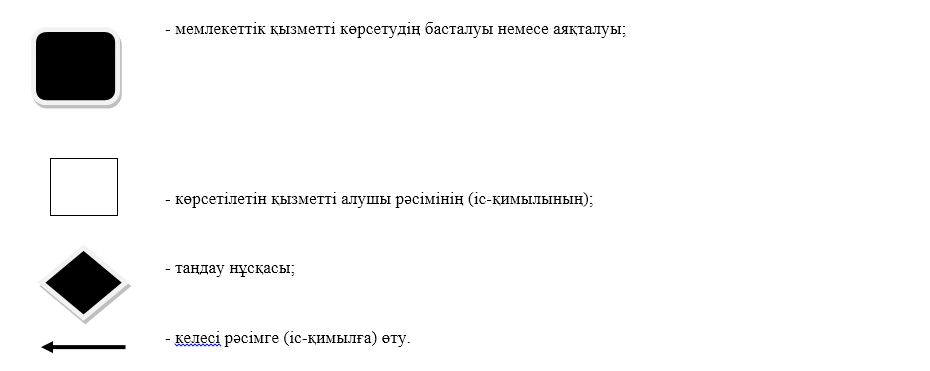 - мемлекеттік қызметті көрсетудің басталуы немесе аяқталуы;
- көрсетілетін қызметті алушы рәсімінің (іс-қимылының);
- таңдау нұсқасы;
- келесі рәсімге (іс-қимылға) өту.